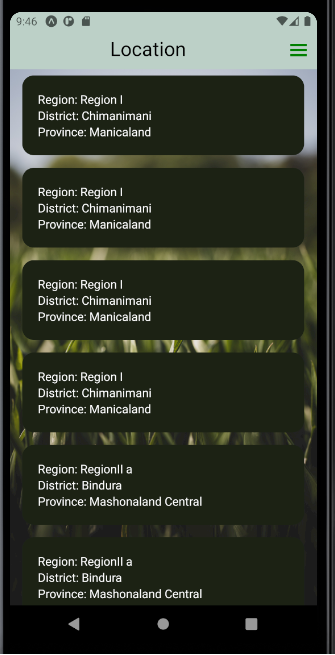 9:46
Location
Region: Region I
District: Chimanimani
Province: Manicaland
Region: Region I
District: Chimanimani
Province: Manicaland
Region: Region I
District: Chimanimani
Province: Manicaland
Region: Region I
District: Chimanimani
Province: Manicaland
Region: RegionII a
District: Bindura
Province: Mashonaland Central
Region: RegionII a
District: Bindura
Province: Mashonaland Central